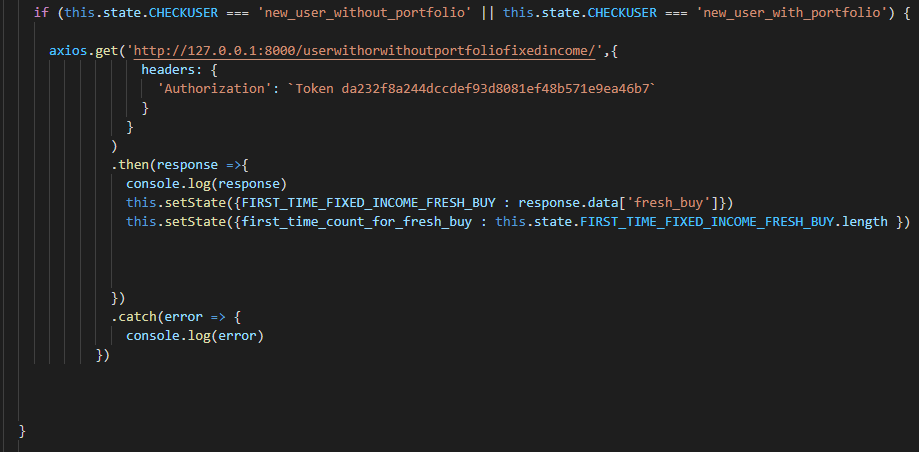 if (this.state.CHECKUSER === 'new_user_without_portfolio' || this.state.CHECKUSER === 'new_user_with_portfolio') {
axios.get('http://127.0.0.1:8000/userwithorwithoutportfoliofixedincome/',{
headers: {
'Authorization': `Token da232f8a244dccdef93d8081ef48b571e9ea46b7`
}
}
)
.then(response =>{
console.log(response)
this.setState({FIRST_TIME_FIXED_INCOME_FRESH_BUY : response.data['fresh_buy']})
this.setState({first_time_count_for_fresh_buy : this.state.FIRST_TIME_FIXED_INCOME_FRESH_BUY.length })
})
.catch(error => {
console.log(error)
})
}